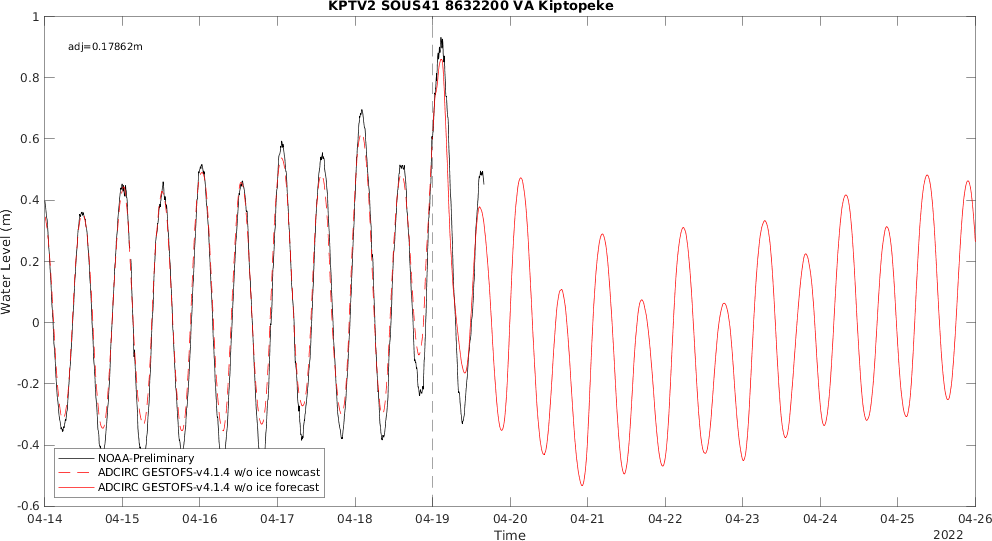 KPTV2 SOUS41 8632200 VA Kiptopeke
adj=0.17862m
Water Level (m)
1
0.8
0.6
0.4
0.2
0
-0.2
-0.4
-0.6
NOAA-Preliminary
ADCIRC GESTOFS-v4.1.4 w/o ice nowcast
ADCIRC GESTOFS-v4.1.4 w/o ice forecast
04-14 04-15 04-16 04-17 04-18 04-19 04-20 04-21 04-22 04-23 04-24 04-25 04-26
Time
2022